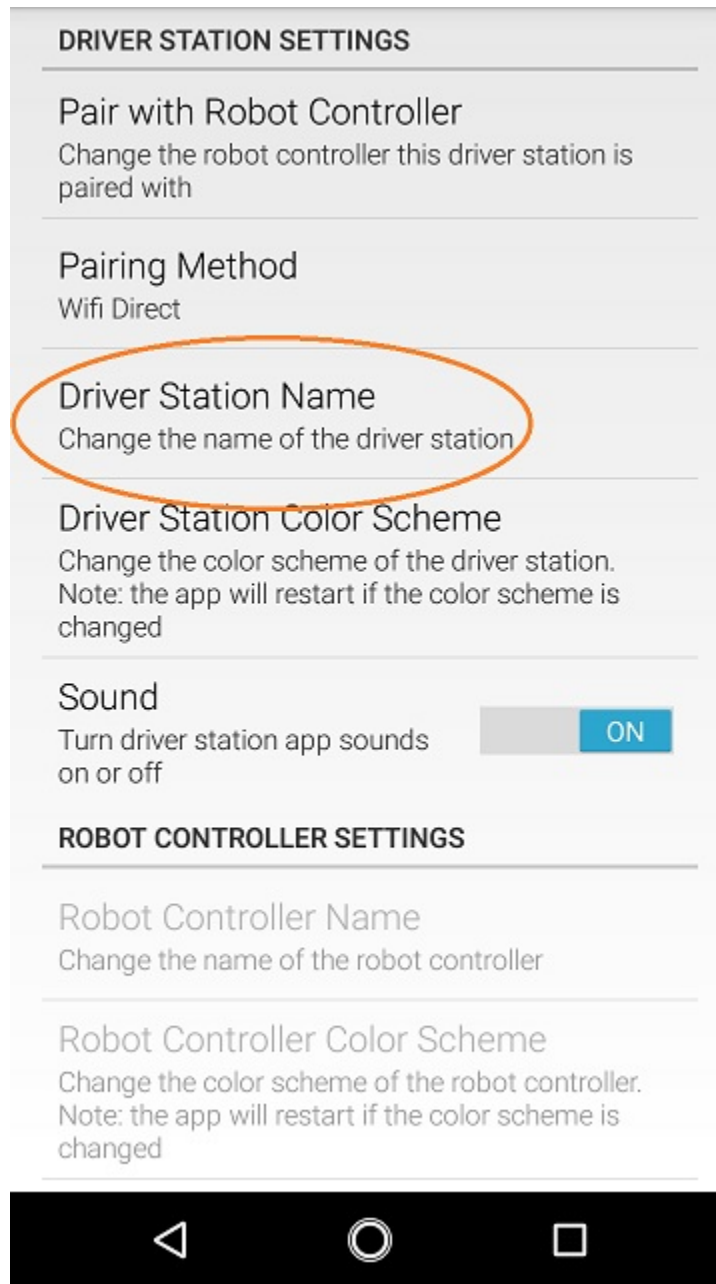 DRIVER STATION SETTINGS
Pair with Robot Controller
Change the robot controller this driver station is
paired with
Pairing Method
Wifi Direct
Driver Station Name
Change the name of the driver station
Driver Station Color Scheme
Change the color scheme of the driver station.
Note: the app will restart if the color scheme is
changed
Sound
Turn driver station app sounds
on or off
ON
ROBOT CONTROLLER SETTINGS
Robot Controller Name
Change the name of the robot controller
Robot Controller Color Scheme
Change the color scheme of the robot controller.
Note: the app will restart if the color scheme is
changed